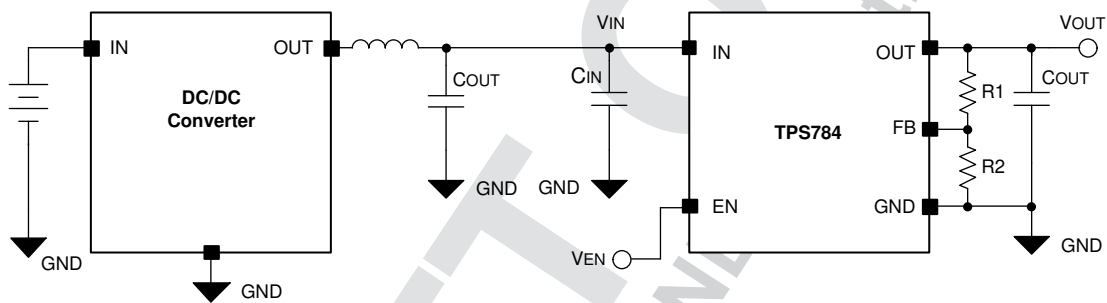 VIN
VOUT
IN
OUT
IN
OUT
COUT
CIN
COUT
DC/DC
Converter
R1
TPS784
FB
R2
GND
GND
EN
GND
GND
VEN
GND
GND